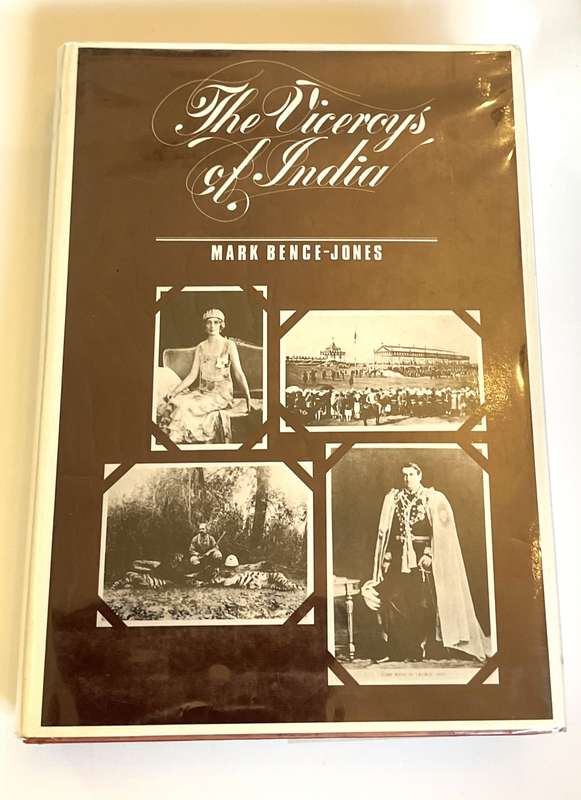 The Viceroys
of India
MARK BENCE-JONES